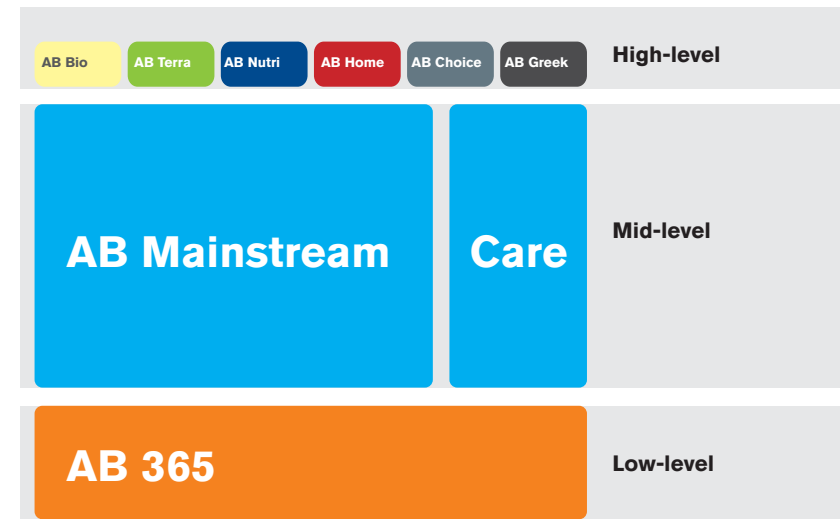 AB Bio
AB Terra
AB Nutri
AB Home
AB Choice
AB Greek
High-level
AB Mainstream
Care
Mid-level
AB 365
Low-level